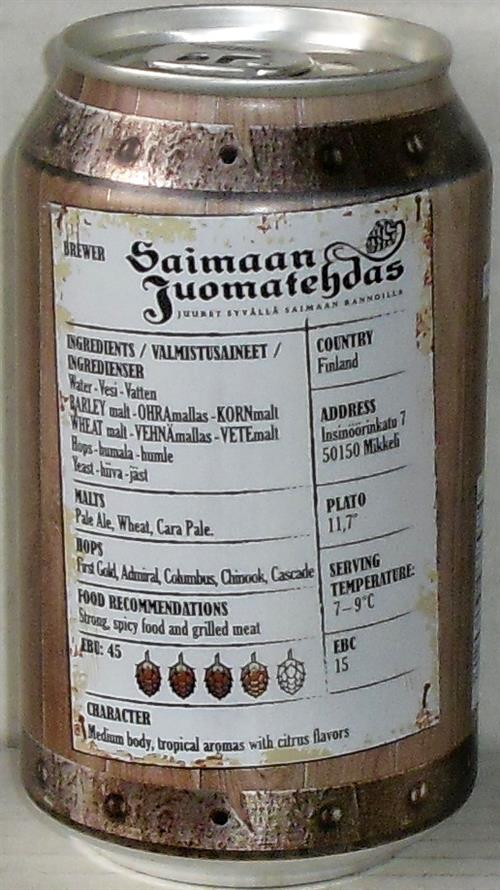 BREWER
Saimaan
Juomatehdas
JUURET SYVÄLLÄ SAIMAAN RANNOILLA
INGREDIENTS / VALMISTUSAINEET /
INGREDIENSER
Water - Vesi - Vatten
BARLEY malt - OHRAmallas - KORNmalt
WHEAT malt - VEHNÄmallas - VETEmalt
Hops - humala - humle
Yeast - hiiva - jäst
MALTS
Pale Ale, Wheat, Cara Pale.
HOPS
First Gold, Admiral, Columbus, Chinook, Cascade
FOOD RECOMMENDATIONS
Strong, spicy food and grilled meat
EBU: 45
COUNTRY
Finland
ADDRESS
Insinöörinkatu 7
50150 Mikkeli
PLATO
11,7°
SERVING
TEMPERATURE:
7–9°C
EBC
15
CHARACTER
Medium body, tropical aromas with citrus flavors